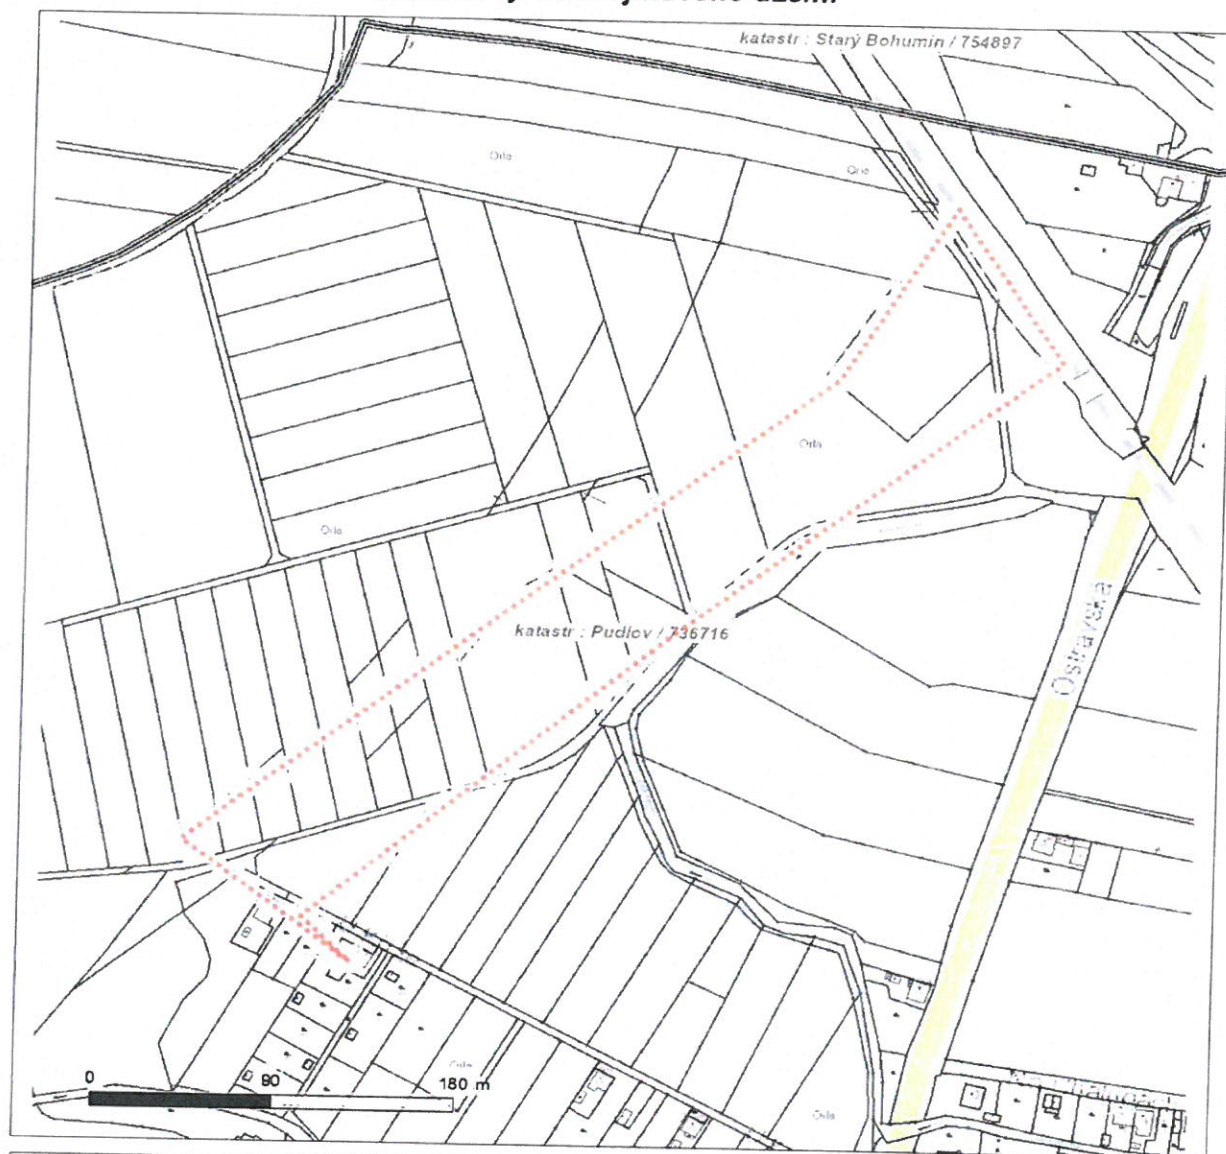 katastr : Starý Bohumín / 754897
Orla
Orla
Orla
Orla
katastr : Pudlov / 736716
Ostravská
Orla
Orla
0 90 180 m